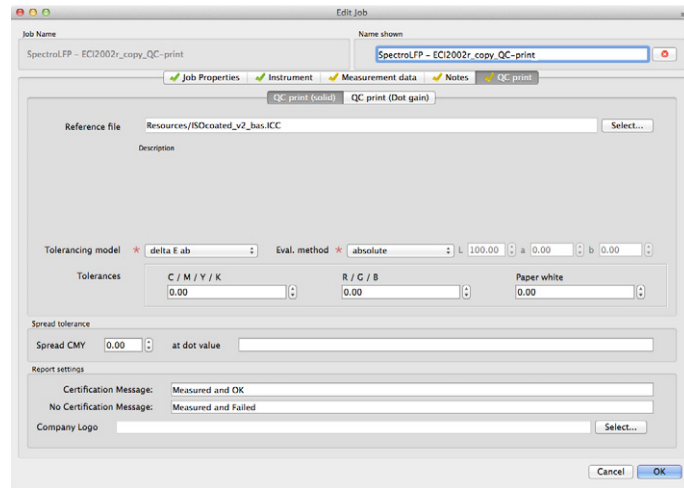 Edit Job
Job Name
Name shown
SpectroLFP - ECI2002r_copy_QC-print
SpectroLFP - ECI2002r_copy_QC-print
Job Properties Instrument Measurement data Notes QC print
QC print (solid) QC print (Dot gain)
Reference file Resources/ISOcoated_v2_bas.ICC Select...
Description
Tolerancing model * delta E ab Eval. method * absolute L 100.00 a 0.00 b 0.00
Tolerances C / M / Y / K R / G / B Paper white
0.00 0.00 0.00
Spread tolerance
Spread CMY 0.00 at dot value
Report settings
Certification Message: Measured and OK
No Certification Message: Measured and Failed
Company Logo Select...
Cancel OK